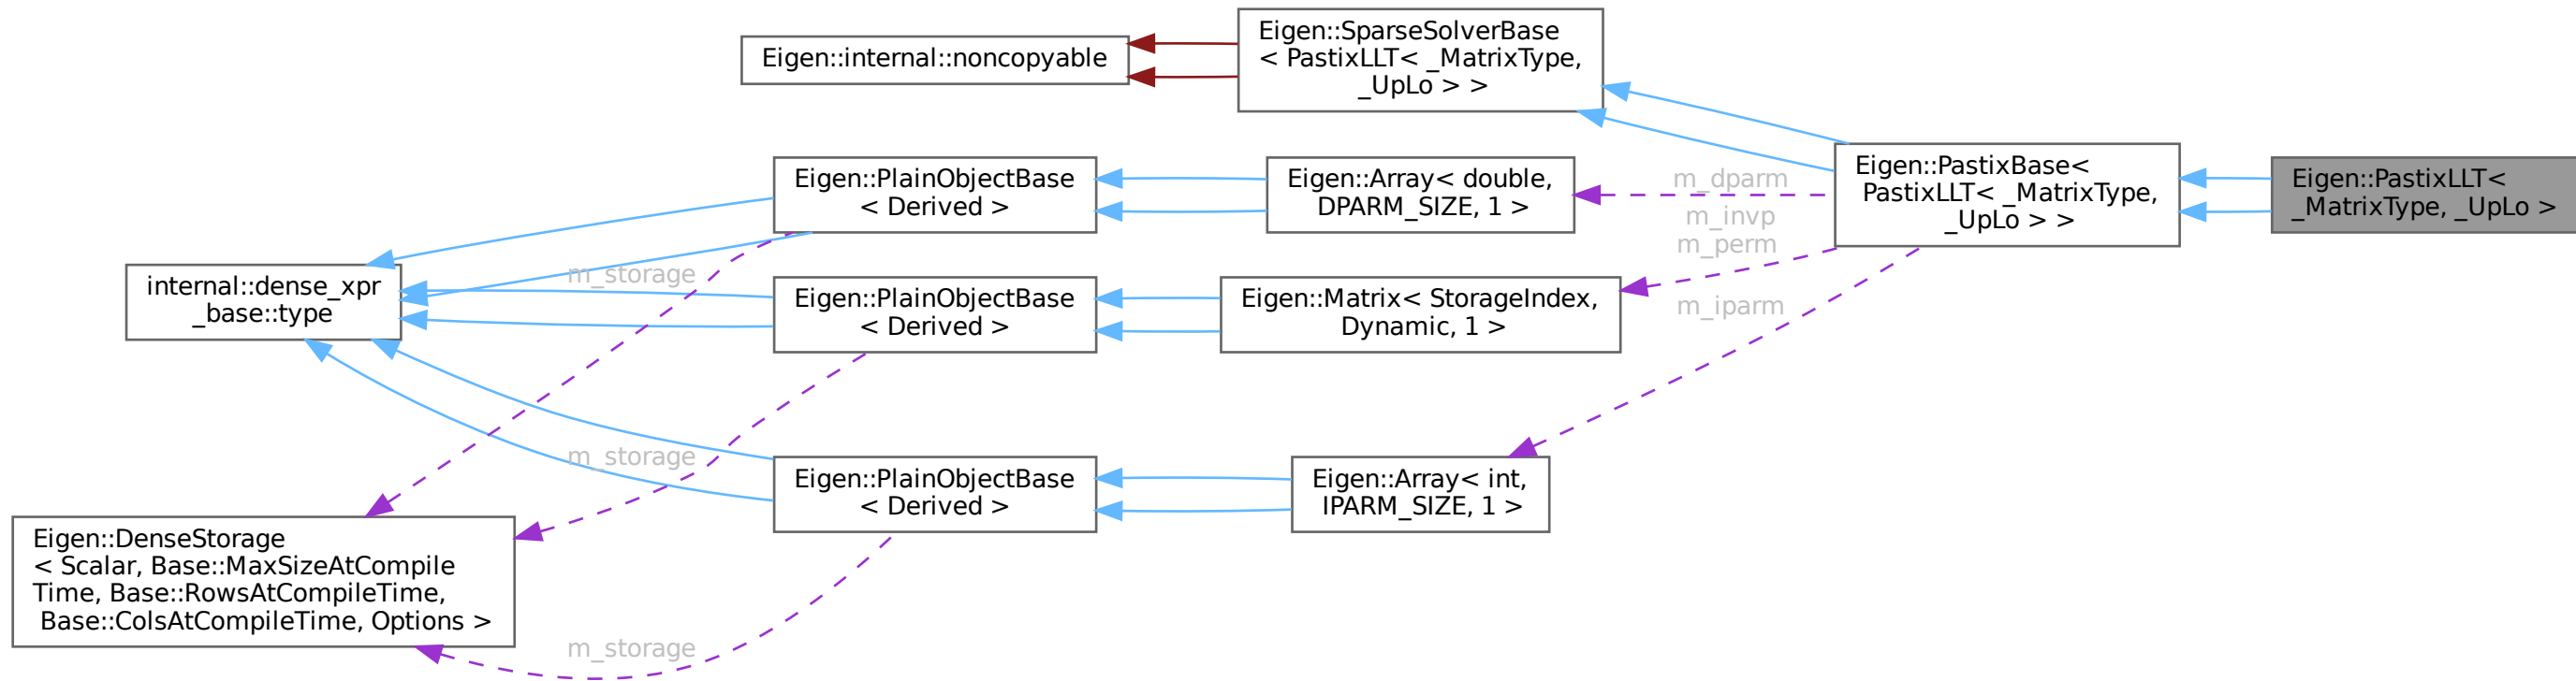 Eigen::internal::noncopyable
Eigen::SparseSolverBase
< PastixLLT< _MatrixType,
_UpLo > >
Eigen::PlainObjectBase
< Derived >
Eigen::Array< double,
DPARM_SIZE, 1 >
m_dparm
m_invp
m_perm
m_iparm
Eigen::PastixBase<
PastixLLT< _MatrixType,
_UpLo > >
Eigen::PastixLLT<
_MatrixType, _UpLo >
internal::dense_xpr
_base::type
m_storage
Eigen::PlainObjectBase
< Derived >
Eigen::Matrix< StorageIndex,
Dynamic, 1 >
m_storage
Eigen::PlainObjectBase
< Derived >
Eigen::Array< int,
IPARM_SIZE, 1 >
Eigen::DenseStorage
< Scalar, Base::MaxSizeAtCompile
Time, Base::RowsAtCompileTime,
Base::ColsAtCompileTime, Options >
m_storage